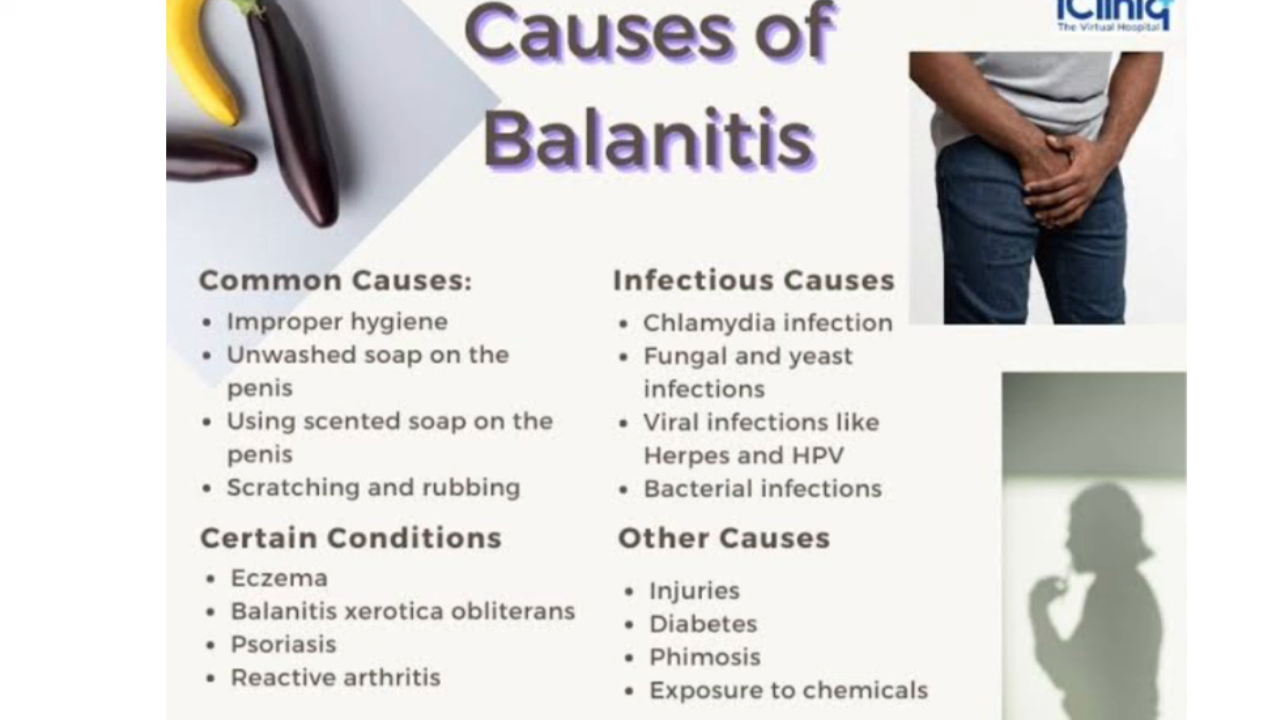 Causes of
Balanitis
iCliniq
The Virtual Hospital
Common Causes:
• Improper hygiene
• Unwashed soap on the
penis
• Using scented soap on the
penis
• Scratching and rubbing
Infectious Causes
• Chlamydia infection
• Fungal and yeast
infections
• Viral infections like
Herpes and HPV
• Bacterial infections
Certain Conditions
• Eczema
• Balanitis xerotica obliterans
• Psoriasis
• Reactive arthritis
Other Causes
• Injuries
• Diabetes
• Phimosis
• Exposure to chemicals